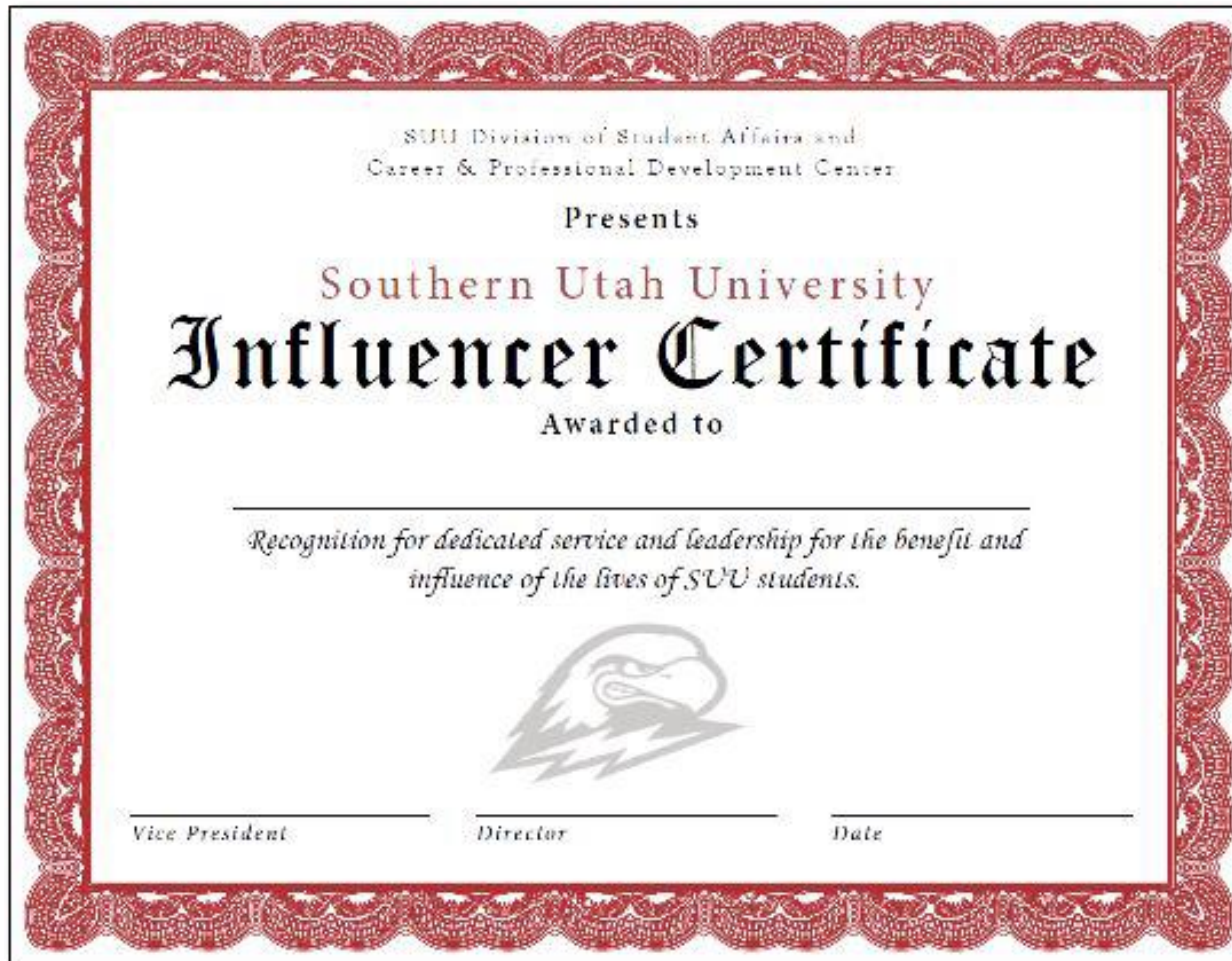 SUU Division of Student Affairs and
Career & Professional Development Center
Presents
Southern Utah University
Influencer Certificate
Awarded to
Recognition for dedicated service and leadership for the benefit and
influence of the lives of SUU students.
Vice President
Director
Date